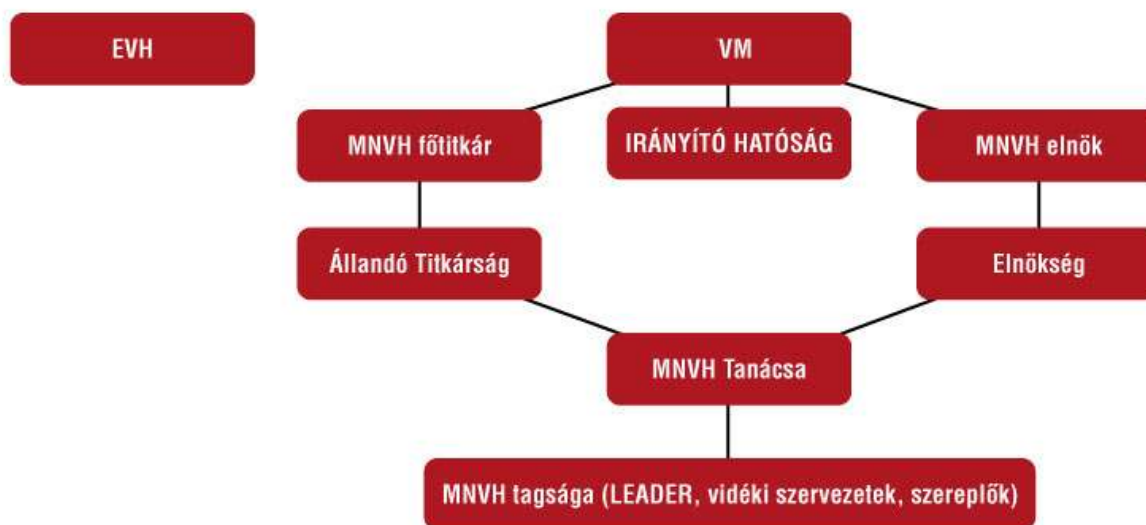 EVH
VM
MNVH főtitkár
IRÁNYÍTÓ HATÓSÁG
MNVH elnök
Állandó Titkárság
Elnökség
MNVH Tanácsa
MNVH tagsága (LEADER, vidéki szervezetek, szereplők)